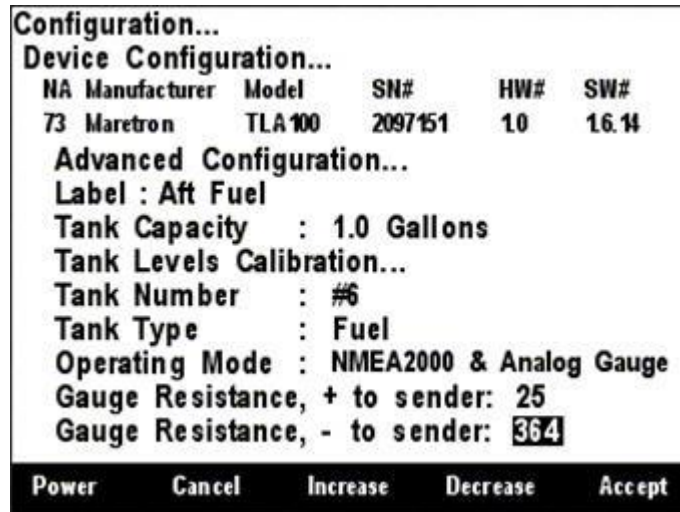 Configuration...
Device Configuration...
NA Manufacturer Model SN# HW# SW#
73 Maretron TLA100 2097151 1.0 1.6.14
Advanced Configuration...
Label : Aft Fuel
Tank Capacity : 1.0 Gallons
Tank Levels Calibration...
Tank Number : #6
Tank Type : Fuel
Operating Mode : NMEA2000 & Analog Gauge
Gauge Resistance, + to sender: 25
Gauge Resistance, - to sender: 364
Power Cancel Increase Decrease Accept